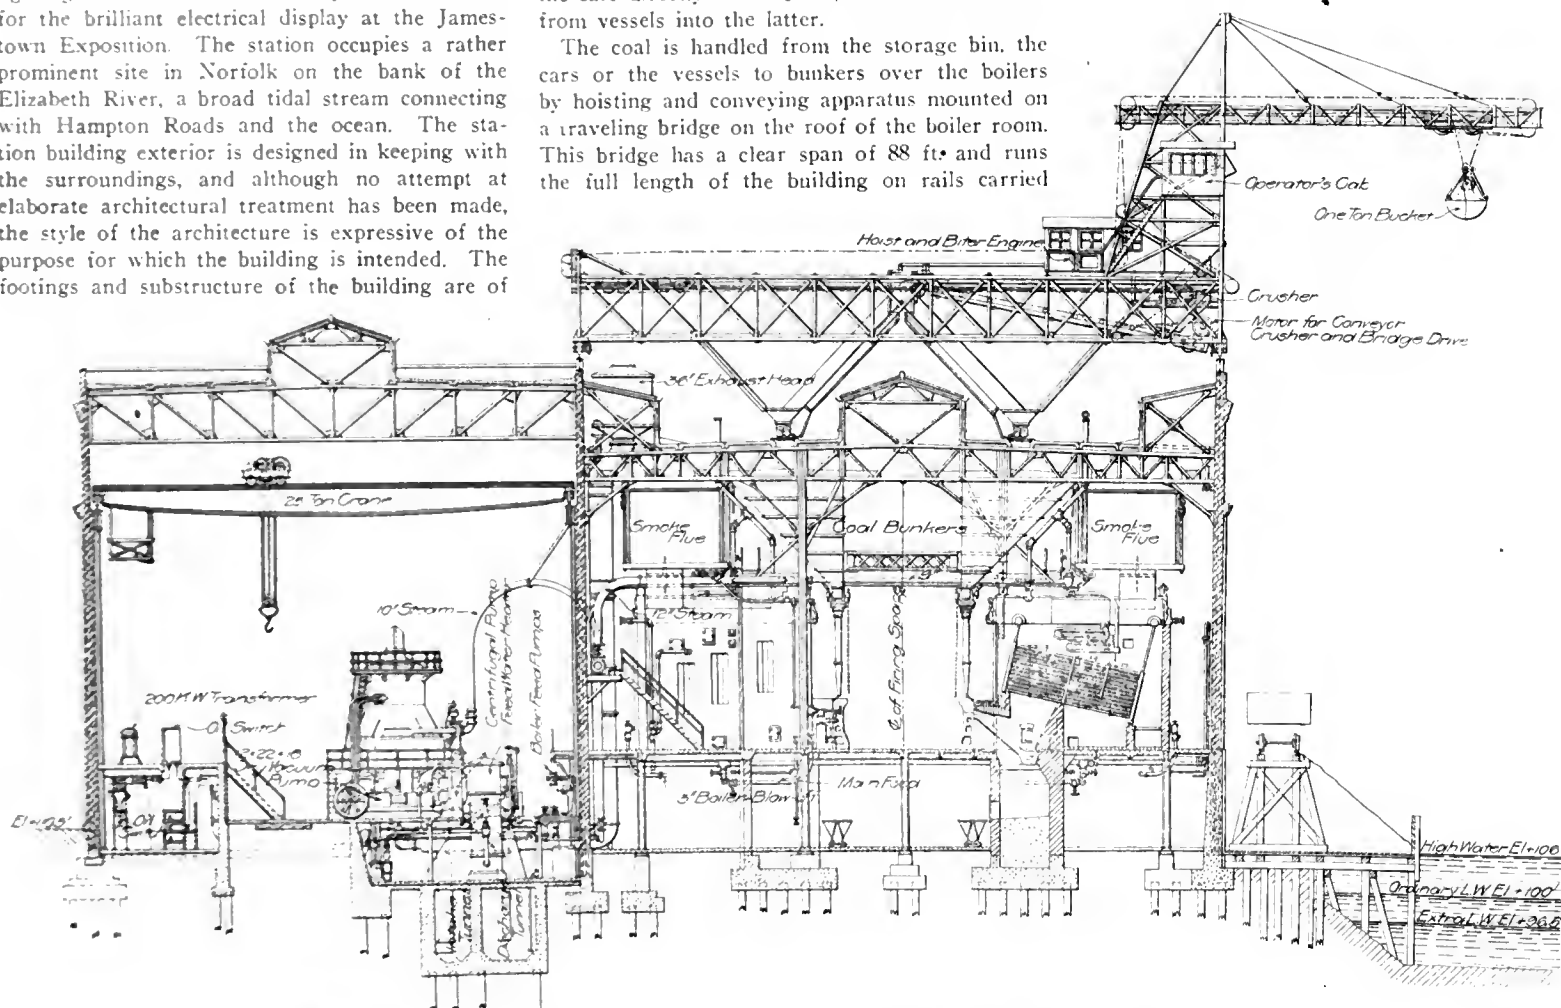 for the brilliant electrical display at the James-
town Exposition. The station occupies a rather
prominent site in Norfolk on the bank of the
Elizabeth River, a broad tidal stream connecting
with Hampton Roads and the ocean. The sta-
tion building exterior is designed in keeping with
the surroundings, and although no attempt at
elaborate architectural treatment has been made,
the style of the architecture is expressive of the
purpose for which the building is intended. The
footings and substructure of the building are of
from vessels into the latter.
The coal is handled from the storage bin, the
cars or the vessels to bunkers over the boilers
by hoisting and conveying apparatus mounted on
a traveling bridge on the roof of the boiler room.
This bridge has a clear span of 88 ft. and runs
the full length of the building on rails carried
Operator's Cab
One Ton Bucket
Hoist and Biter Engine
Crusher
Motor for Conveyor
Crusher and Bridge Drive
36" Exhaust Head
25 Ton Crane
Smoke
Flue
Coal Bunkers
Smoke
Flue
10" Steam
Centrifugal Pump
Feed Water Heater
Boiler Feed Pumps
12" Steam
of Firing Space
200 K W Transformer
Oil Switch
Vacuum
Pump
Main Feed
5" Boiler Blow Off
Oil
Intake
Tunnel
Discharge
Tunnel
High Water El+106
Ordinary L W El+100'
Extra L W El+96.5